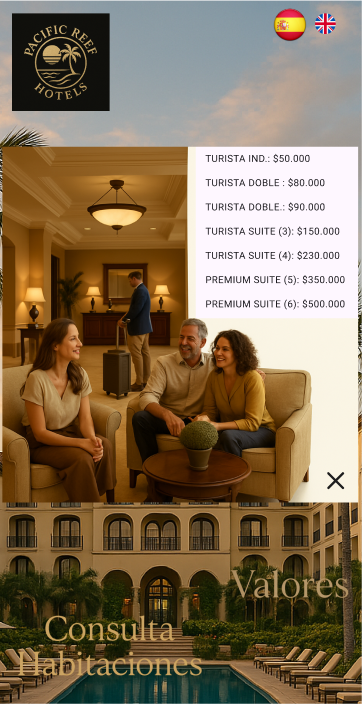 PACIFIC REEF
HOTELS
TURISTA IND.: $50.000
TURISTA DOBLE : $80.000
TURISTA DOBLE.: $90.000
TURISTA SUITE (3): $150.000
TURISTA SUITE (4): $230.000
PREMIUM SUITE (5): $350.000
PREMIUM SUITE (6): $500.000
Valores
Consulta
Habitaciones